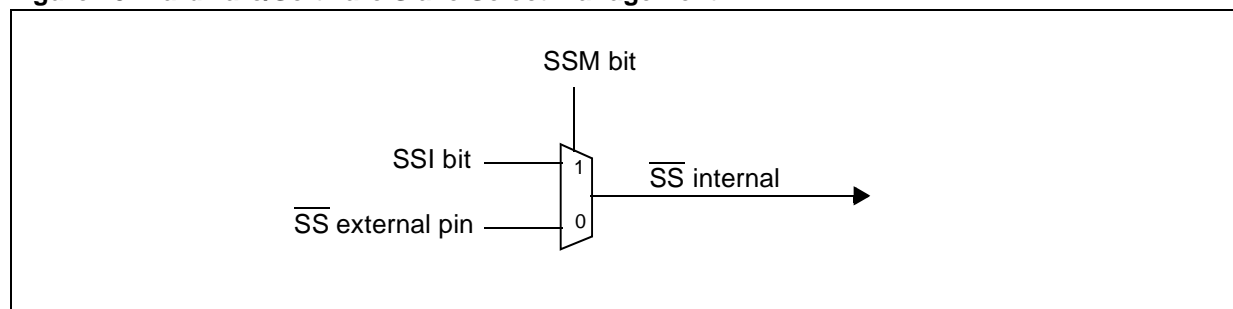 SSM bit
SSI bit
1
SS internal
SS external pin
0